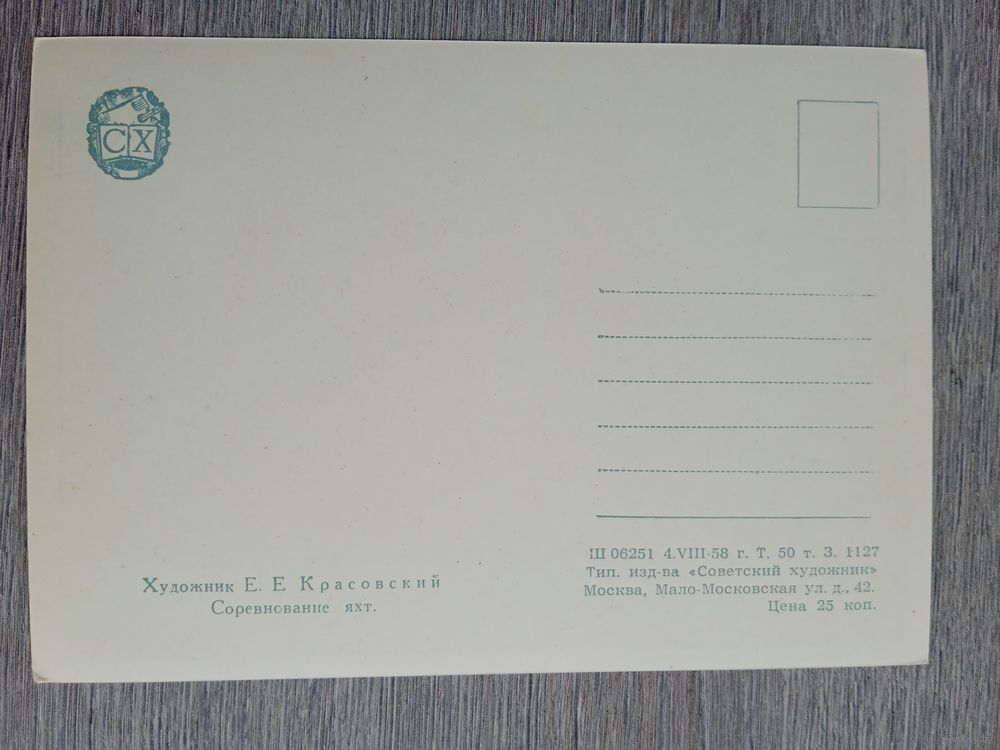 СХ
Художник Е. Е Красовский
Соревнование яхт.
Ш 06251 4.VIII-58 г. Т. 50 т. З. 1127
Тип. изд-ва «Советский художник»
Москва, Мало-Московская ул. д., 42.
Цена 25 коп.